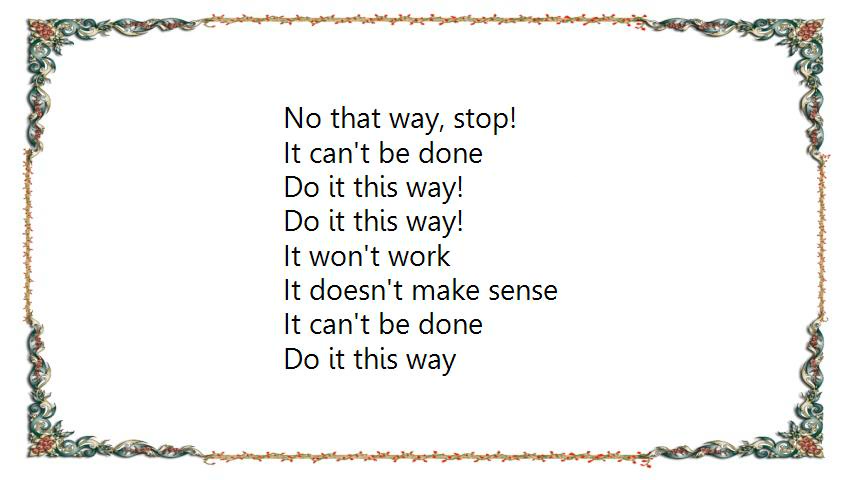 No that way, stop!
It can't be done
Do it this way!
Do it this way!
It won't work
It doesn't make sense
It can't be done
Do it this way